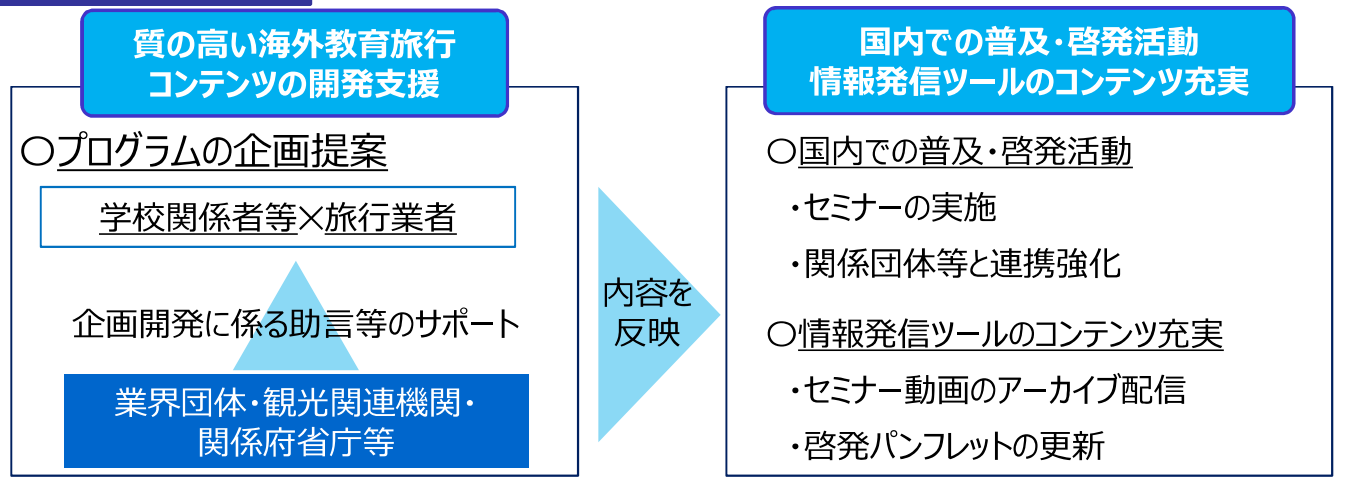 質の高い海外教育旅行
コンテンツの開発支援
〇プログラムの企画提案
学校関係者等×旅行業者
企画開発に係る助言等のサポート
業界団体・観光関連機関・
関係府省庁等
内容を
反映
国内での普及・啓発活動
情報発信ツールのコンテンツ充実
〇国内での普及・啓発活動
・セミナーの実施
・関係団体等と連携強化
〇情報発信ツールのコンテンツ充実
・セミナー動画のアーカイブ配信
・啓発パンフレットの更新